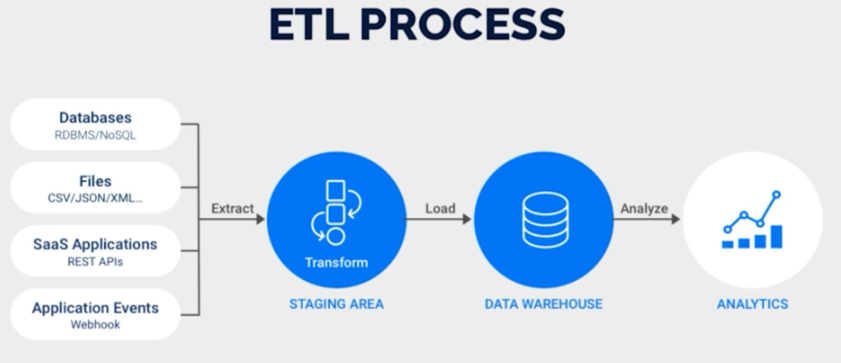 ETL PROCESS
Databases
RDBMS/NoSQL
Files
CSV/JSON/XML...
SaaS Applications
REST APIs
Application Events
Webhook
Extract
Transform
STAGING AREA
Load
DATA WAREHOUSE
Analyze
ANALYTICS